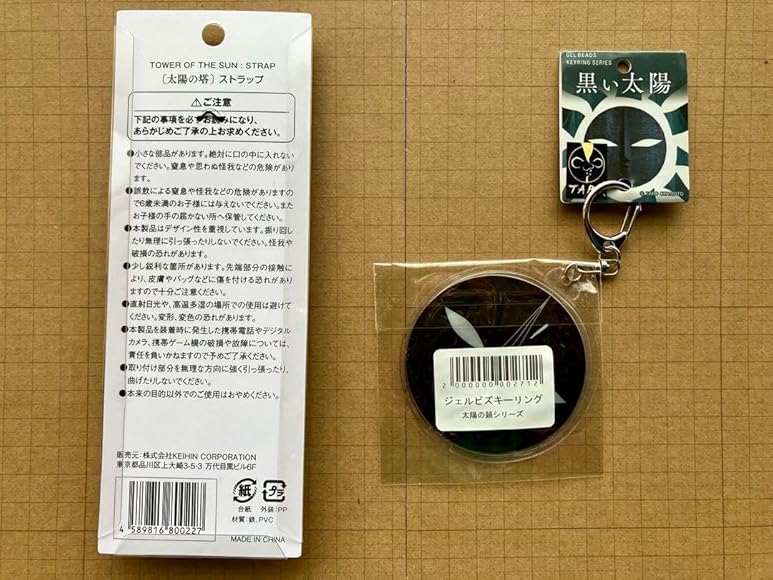 TOWER OF THE SUN : STRAP
〔太陽の塔〕ストラップ
⚠ご注意
下記の事項を必ずお読みになり、
あらかじめご了承の上お求めください。
●小さな部品があります。絶対に口の中に入れない
でください。窒息や思わぬ怪我などの危険があり
ます。
●誤飲による窒息や怪我などの危険がありますの
で6歳未満のお子様には与えないでください。また
お子様の手の届かない所へ保管してください。
●本製品はデザイン性を重視しています。振り回し
たり無理に引っ張ったりしないでください。怪我や
破損の恐れがあります。
●少し鋭利な箇所があります。先端部分の接触によ
り、皮膚やバッグなどに傷を付ける恐れがあり
ますので十分ご注意ください。
●直射日光や、高温多湿の場所での使用は避けて
ください。変形、変色の恐れがあります。
●本製品を装着時に発生した携帯電話やデジタル
カメラ、携帯ゲーム機の破損や故障については、
責任を負いかねますので予めご了承ください。
●取り付け部分を無理な方向に強く引っ張ったり、
曲げたりしないでください。
●本来の目的以外でのご使用はおやめください。
販売元：株式会社KEIHIN CORPORATION
東京都品川区上大崎3-5-3 万代目黒ビル6F
紙 プラ
台紙 外装：PP
材質：鉄, PVC
4 589816 800227
MADE IN CHINA
GEL BEADS
KEYRING SERIES
黒い太陽
TARO
© TARO OKAMOTO
2 000000 002712
ジェルビズキーリング
太陽の顔シリーズ